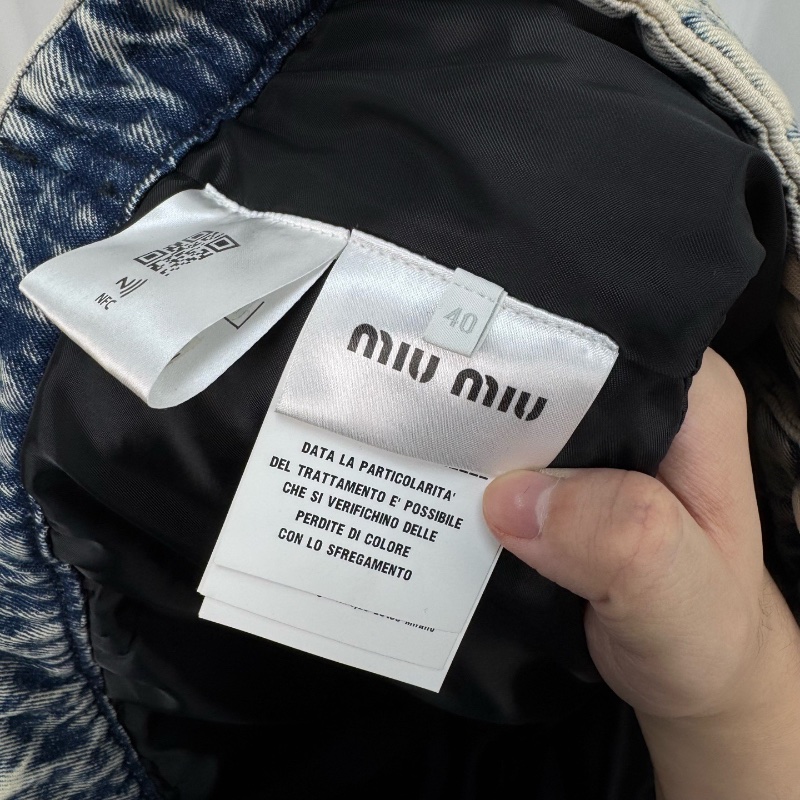 NFC
40
MIU MIU
DATA LA PARTICOLARITA'
DEL TRATTAMENTO E' POSSIBILE
CHE SI VERIFICHINO DELLE
PERDITE DI COLORE
CON LO SFREGAMENTO